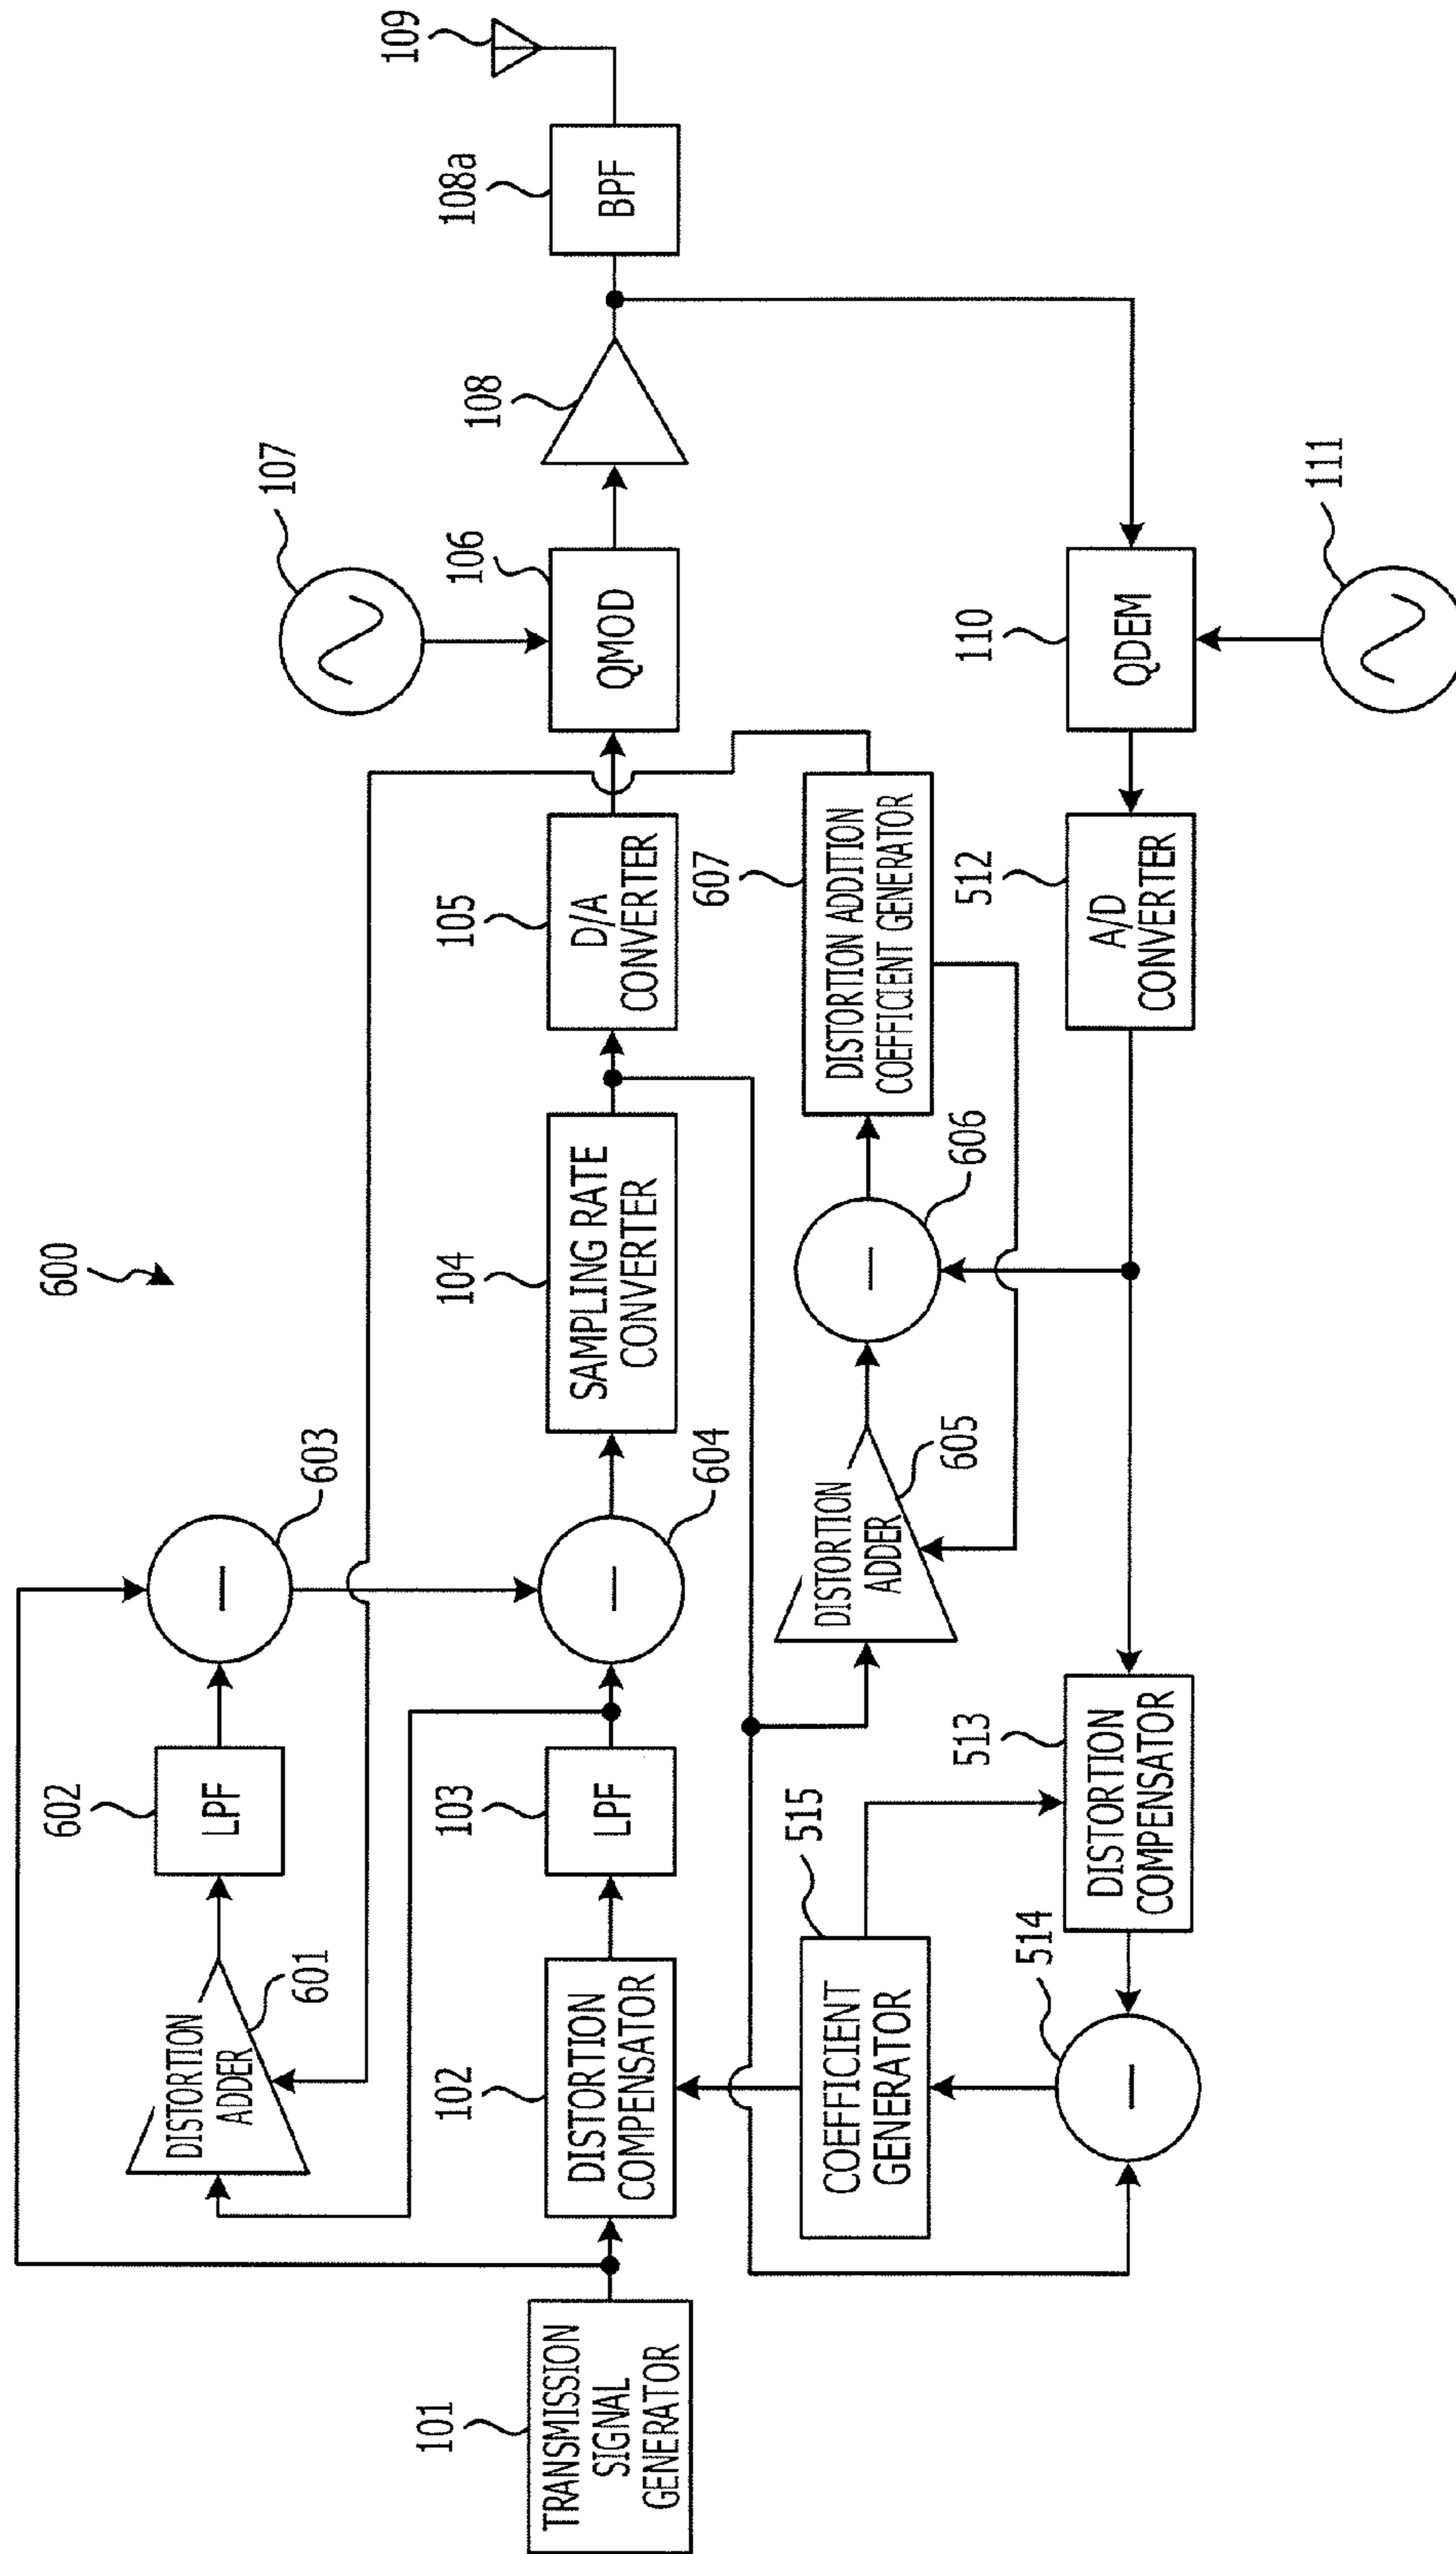 600
603
602
LPF
601
DISTORTION
ADDER
107
109
101
TRANSMISSION
SIGNAL
GENERATOR
102
DISTORTION
COMPENSATOR
103
LPF
604
104
SAMPLING RATE
CONVERTER
105
D/A
CONVERTER
106
QMOD
108
108a
BPF
605
DISTORTION
ADDER
606
607
DISTORTION ADDITION
COEFFICIENT GENERATOR
515
COEFFICIENT
GENERATOR
514
513
DISTORTION
COMPENSATOR
512
A/D
CONVERTER
110
QDEM
111